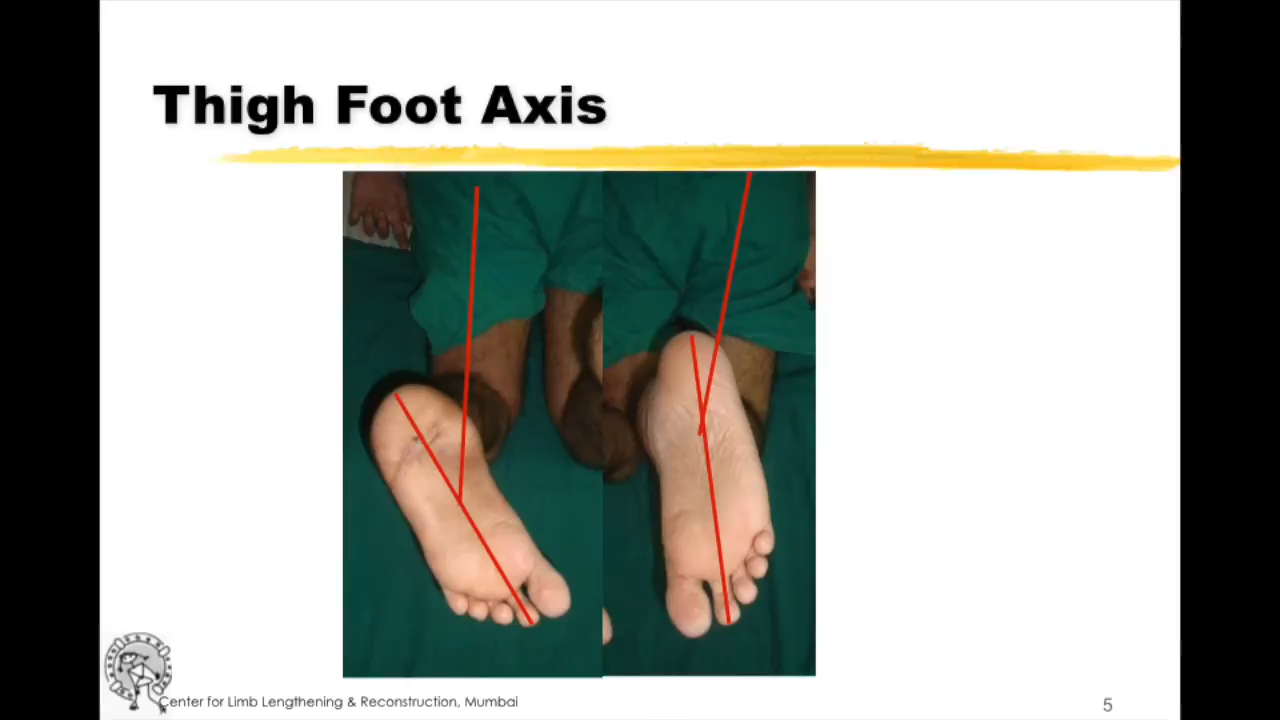 Thigh Foot Axis
Center for Limb Lengthening & Reconstruction, Mumbai
5